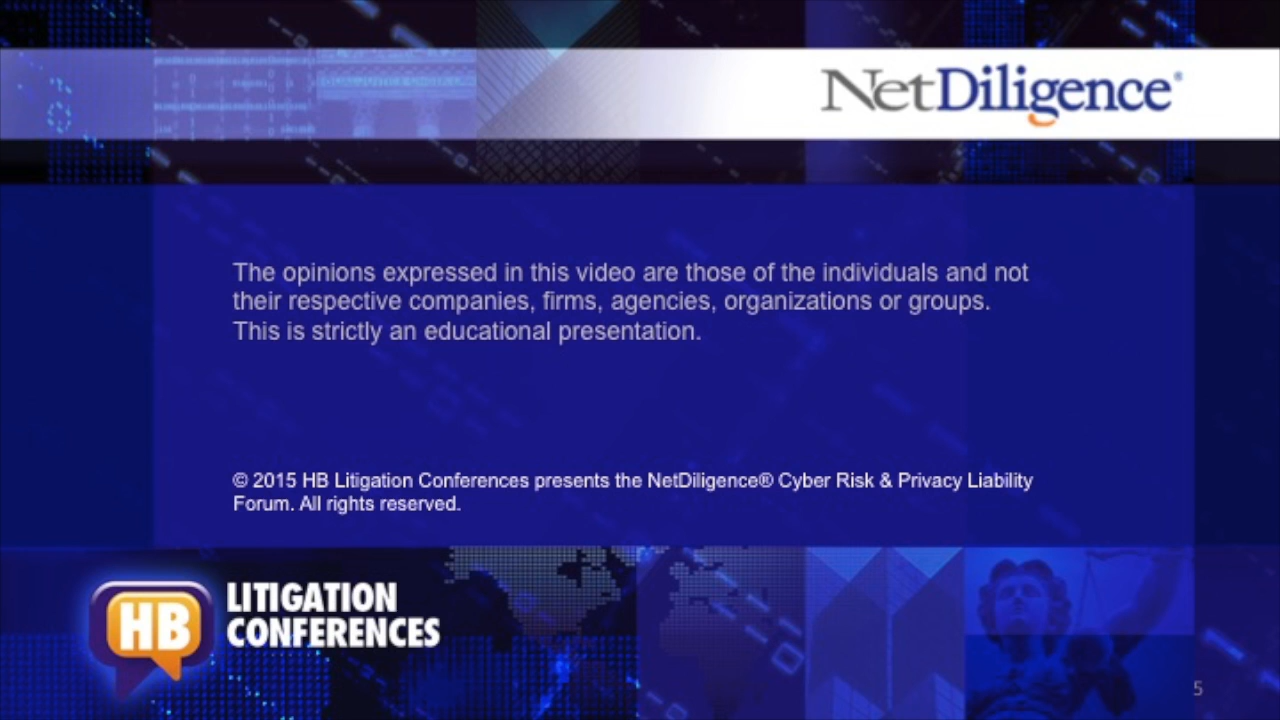 NetDiligence®
The opinions expressed in this video are those of the individuals and not
their respective companies, firms, agencies, organizations or groups.
This is strictly an educational presentation.
© 2015 HB Litigation Conferences presents the NetDiligence® Cyber Risk & Privacy Liability
Forum. All rights reserved.
HB
LITIGATION
CONFERENCES
5